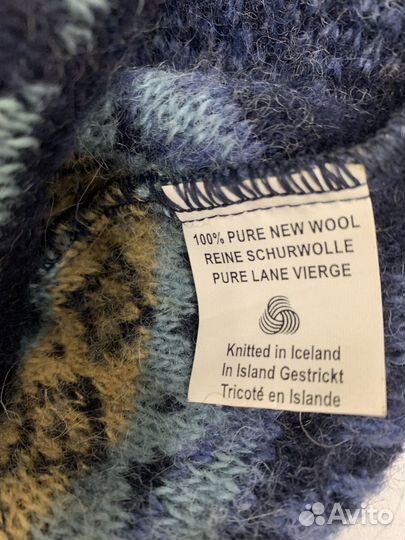 100% PURE NEW WOOL
REINE SCHURWOLLE
PURE LANE VIERGE
Knitted in Iceland
In Island Gestrickt
Tricoté en Islande
Avito